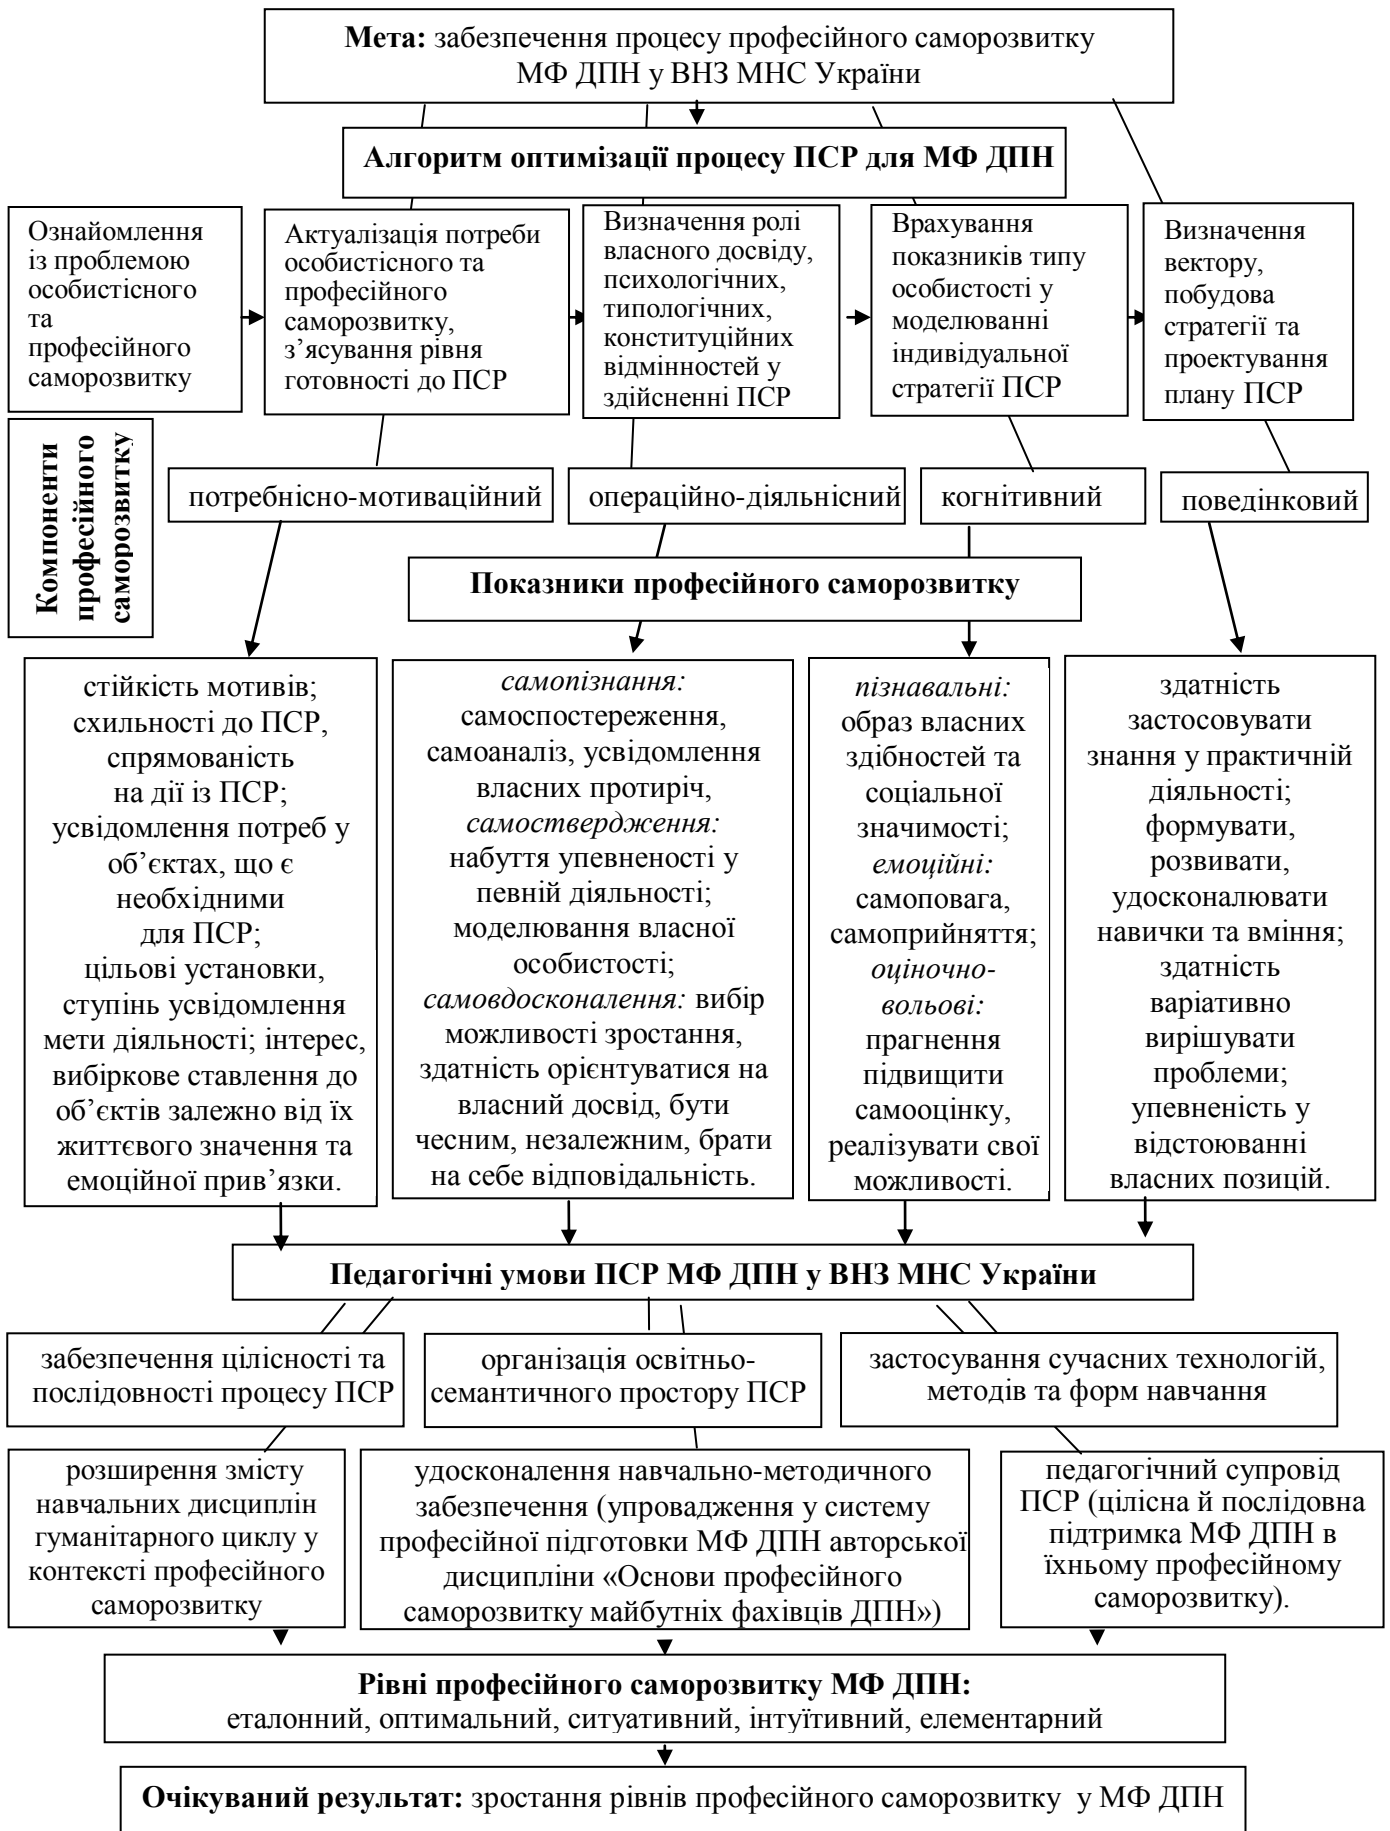 Мета: забезпечення процесу професійного саморозвитку
МФ ДПН у ВНЗ МНС України
Алгоритм оптимізації процесу ПСР для МФ ДПН
Ознайомлення
із проблемою
особистісного
та
професійного
саморозвитку
Актуалізація потреби
особистісного та
професійного
саморозвитку,
з’ясування рівня
готовності до ПСР
Визначення ролі
власного досвіду,
психологічних,
типологічних,
конституційних
відмінностей у
здійсненні ПСР
Врахування
показників типу
особистості у
моделюванні
індивідуальної
стратегії ПСР
Визначення
вектору,
побудова
стратегії та
проектування
плану ПСР
Компоненти
професійного
саморозвитку
потребнісно-мотиваційний
операційно-діяльнісний
когнітивний
поведінковий
Показники професійного саморозвитку
стійкість мотивів;
схильності до ПСР,
спрямованість
на дії із ПСР;
усвідомлення потреб у
об’єктах, що є
необхідними
для ПСР;
цільові установки,
ступінь усвідомлення
мети діяльності; інтерес,
вибіркове ставлення до
об’єктів залежно від їх
життєвого значення та
емоційної прив’язки.
самопізнання:
самоспостереження,
самоаналіз, усвідомлення
власних протиріч,
самоствердження:
набуття упевненості у
певній діяльності;
моделювання власної
особистості;
самовдосконалення: вибір
можливості зростання,
здатність орієнтуватися на
власний досвід, бути
чесним, незалежним, брати
на себе відповідальність.
пізнавальні:
образ власних
здібностей та
соціальної
значимості;
емоційні:
самоповага,
самоприйняття;
оціночно-
вольові:
прагнення
підвищити
самооцінку,
реалізувати свої
можливості.
здатність
застосовувати
знання у практичній
діяльності;
формувати,
розвивати,
удосконалювати
навички та вміння;
здатність
варіативно
вирішувати
проблеми;
упевненість у
відстоюванні
власних позицій.
Педагогічні умови ПСР МФ ДПН у ВНЗ МНС України
забезпечення цілісності та
послідовності процесу ПСР
організація освітньо-
семантичного простору ПСР
застосування сучасних технологій,
методів та форм навчання
розширення змісту
навчальних дисциплін
гуманітарного циклу у
контексті професійного
саморозвитку
удосконалення навчально-методичного
забезпечення (упровадження у систему
професійної підготовки МФ ДПН авторської
дисципліни «Основи професійного
саморозвитку майбутніх фахівців ДПН»)
педагогічний супровід
ПСР (цілісна й послідовна
підтримка МФ ДПН в
їхньому професійному
саморозвитку).
Рівні професійного саморозвитку МФ ДПН:
еталонний, оптимальний, ситуативний, інтуїтивний, елементарний
Очікуваний результат: зростання рівнів професійного саморозвитку у МФ ДПН